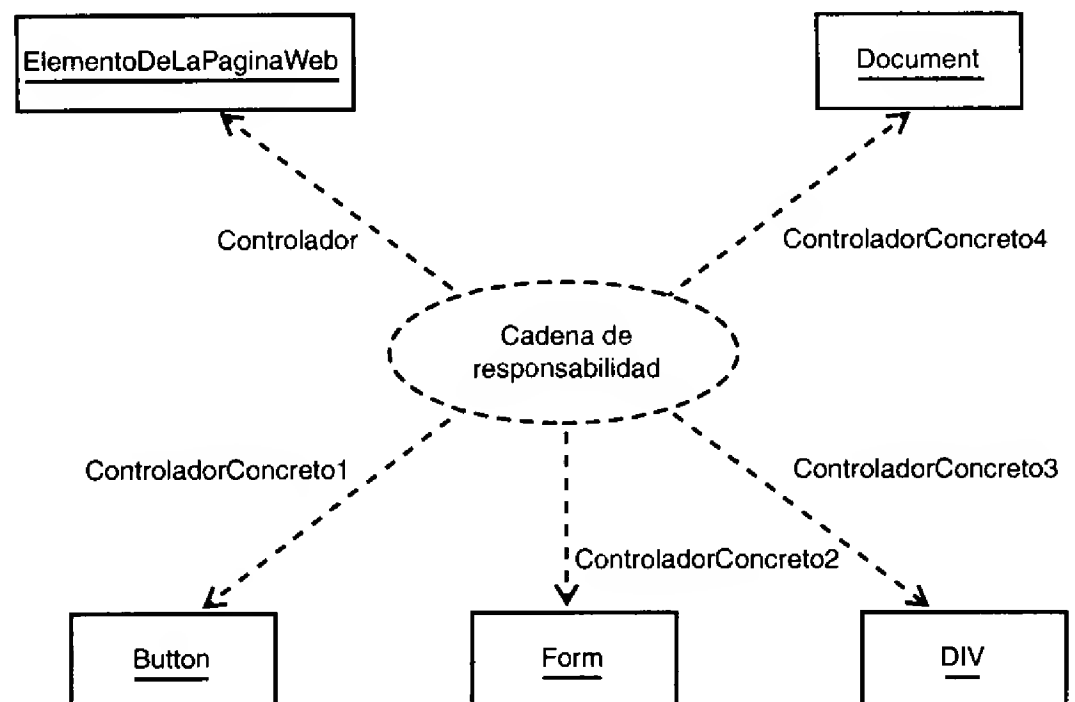 ElementoDeLaPaginaWeb
Document
Controlador
ControladorConcreto4
Cadena de
responsabilidad
ControladorConcreto1
ControladorConcreto3
ControladorConcreto2
Button
Form
DIV